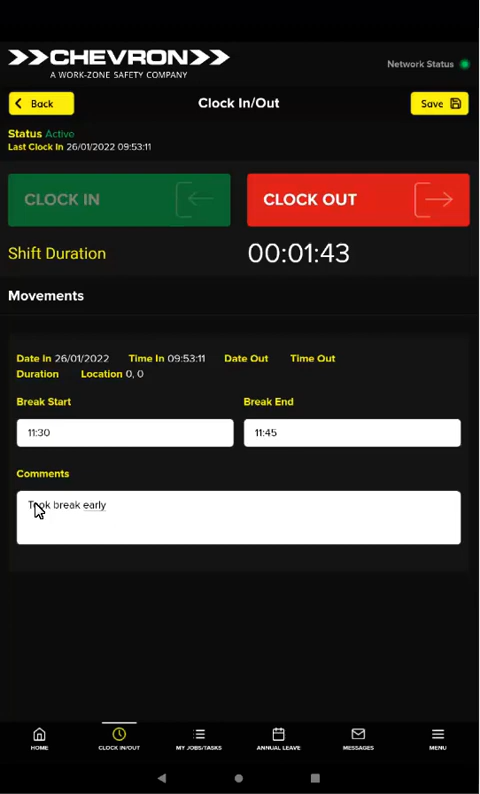 CHEVRON
A WORK-ZONE SAFETY COMPANY
Network Status
Back
Clock In/Out
Save
Status Active
Last Clock In 26/01/2022 09:53:11
CLOCK IN
CLOCK OUT
Shift Duration
00:01:43
Movements
Date In 26/01/2022 Time In 09:53:11 Date Out Time Out
Duration Location 0, 0
Break Start
Break End
11:30
11:45
Comments
Took break early
HOME
CLOCK IN/OUT
MY JOBS/TASKS
ANNUAL LEAVE
MESSAGES
MENU